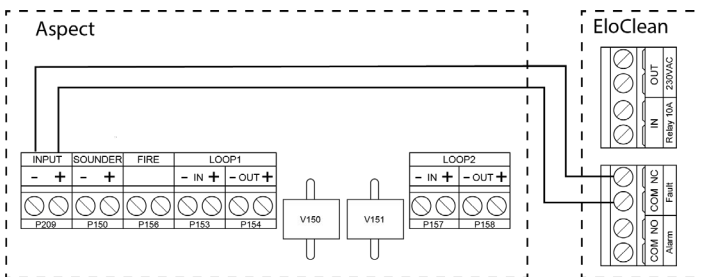 Aspect
EloClean
OUT
230VAC
IN
Relay 10A
INPUT SOUNDER FIRE LOOP1 LOOP2
- + - + - IN + - OUT + - IN + - OUT +
V150 V151
P209 P150 P156 P153 P154 P157 P158
COM NC
Fault
COM NO
Alarm